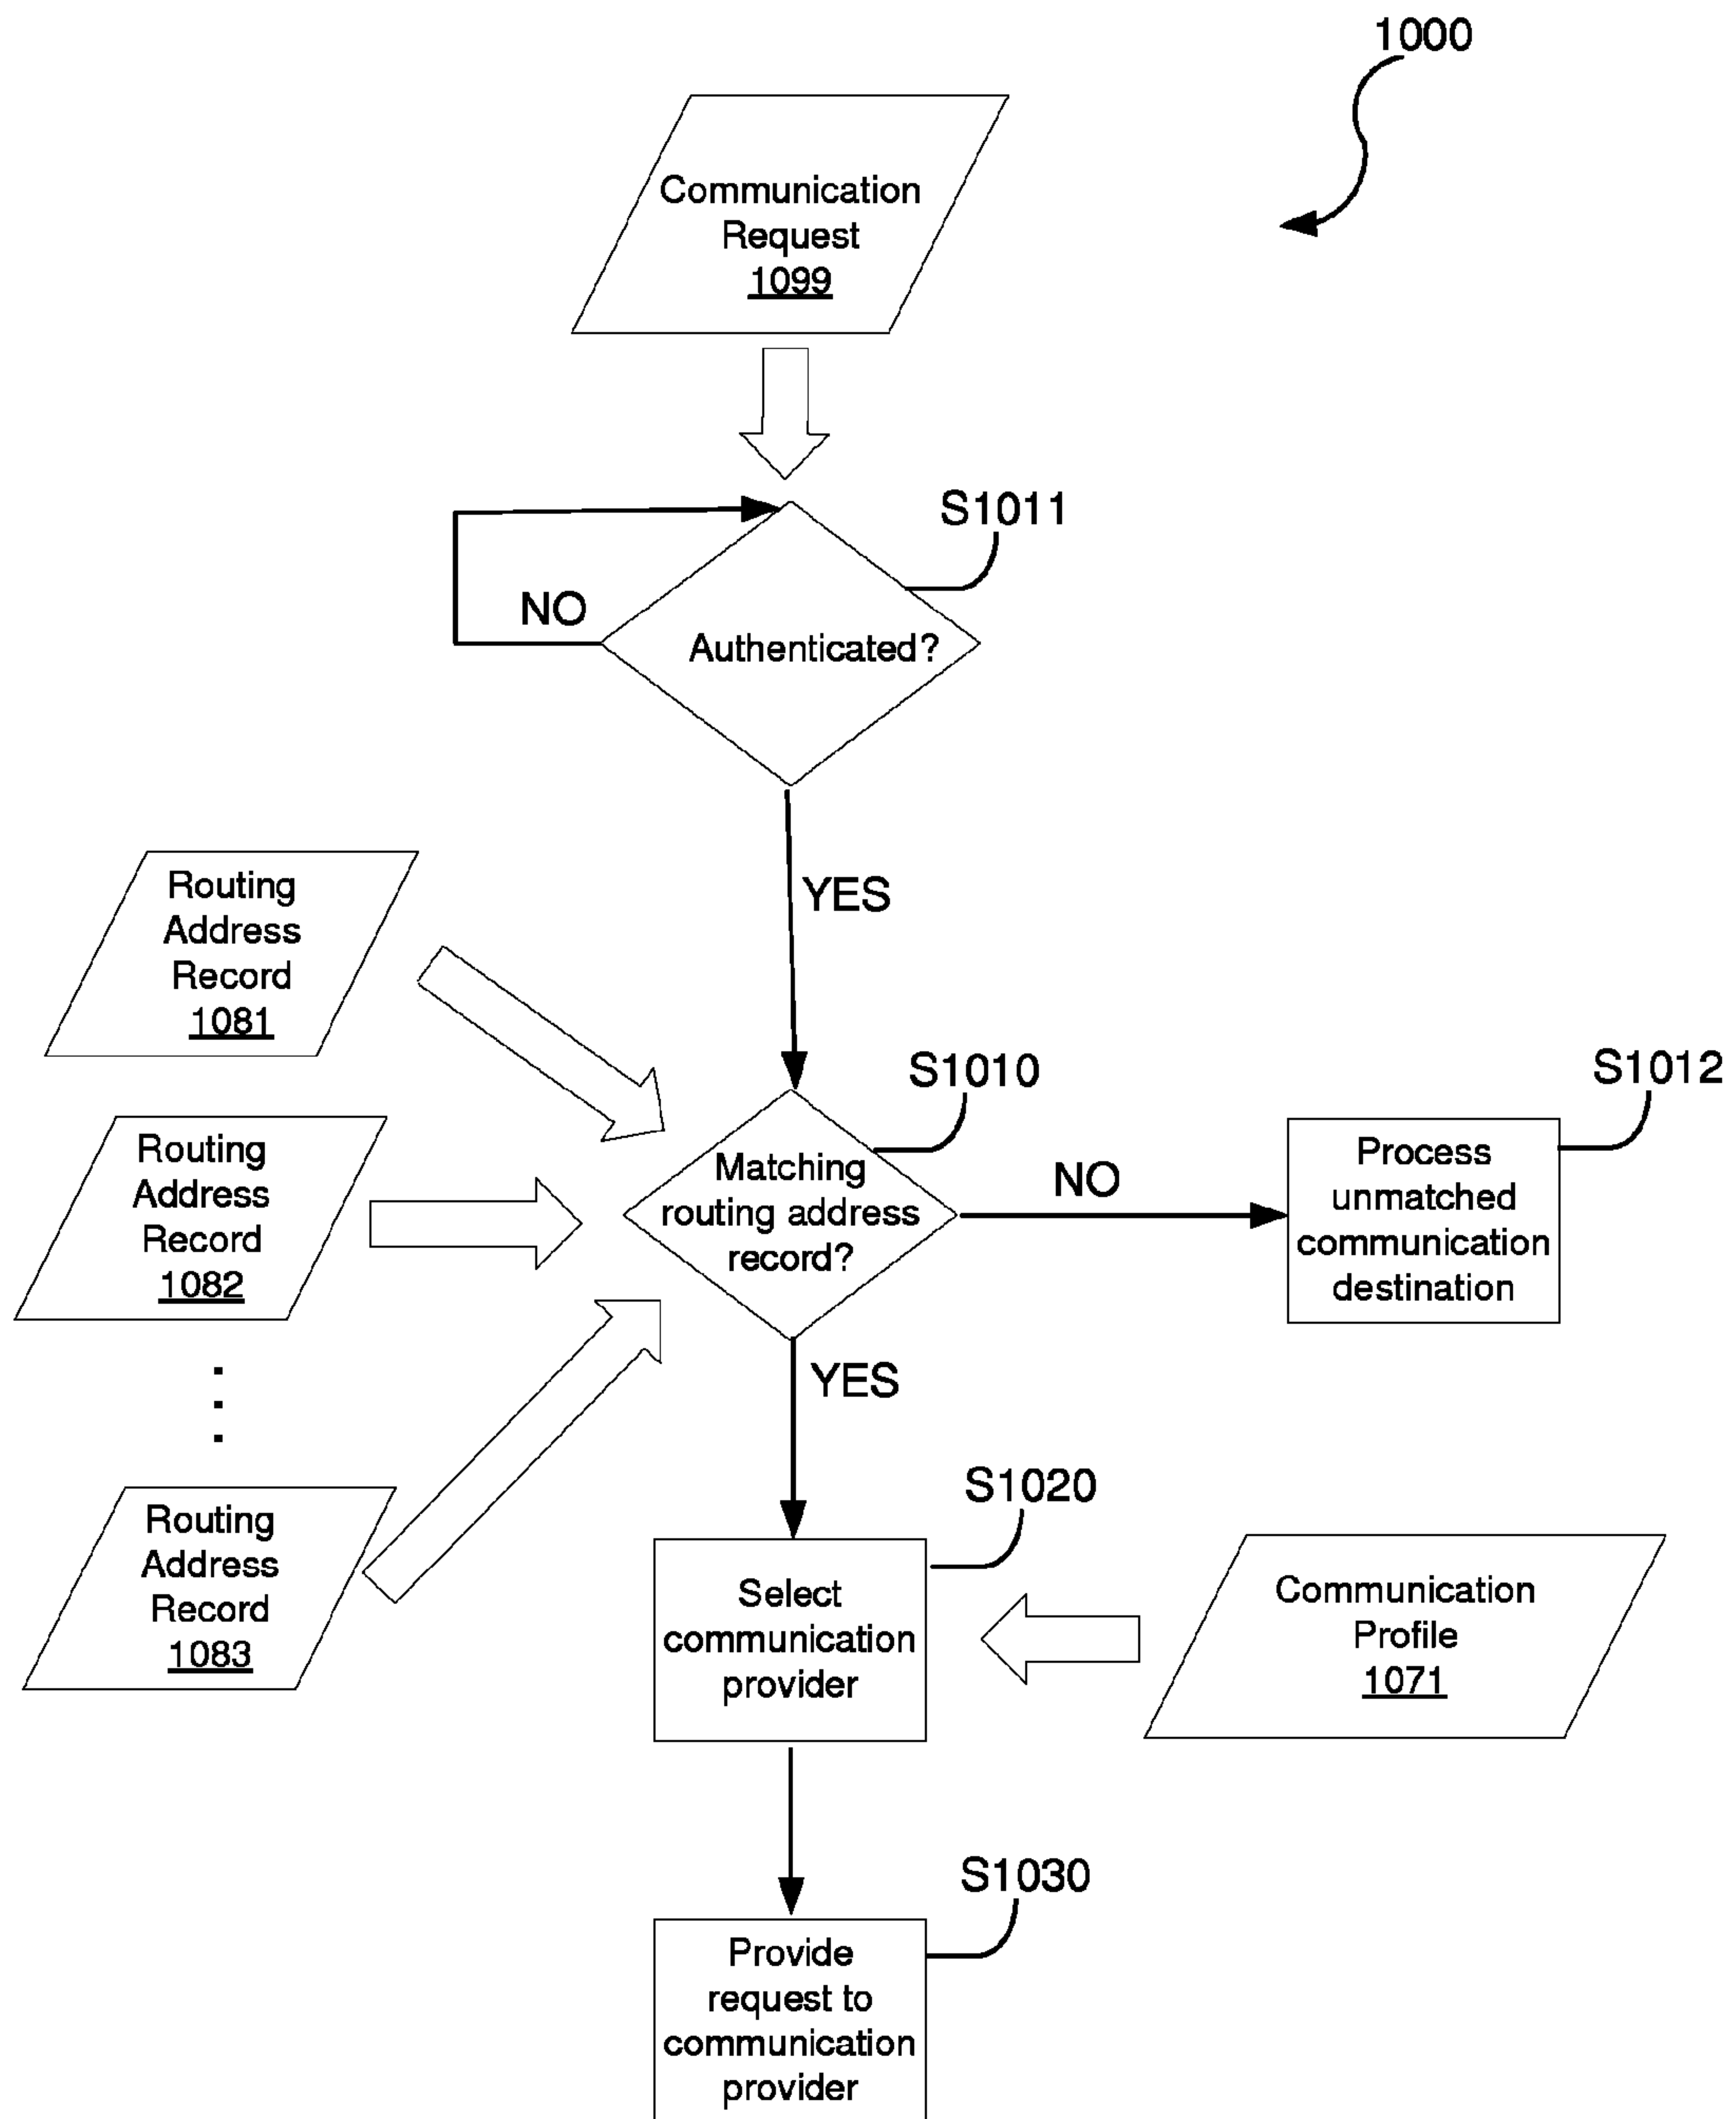 1000
Communication
Request
1099
S1011
NO
Authenticated?
YES
Routing
Address
Record
1081
S1010
S1012
Routing
Address
Record
1082
Matching
routing address
record?
NO
Process
unmatched
communication
destination
YES
Routing
Address
Record
1083
S1020
Select
communication
provider
Communication
Profile
1071
S1030
Provide
request to
communication
provider